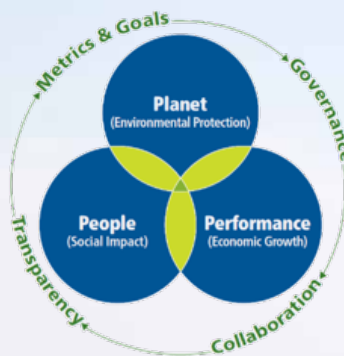 Metrics & Goals
Governance
Planet
(Environmental Protection)
People
(Social Impact)
Performance
(Economic Growth)
Transparency
Collaboration